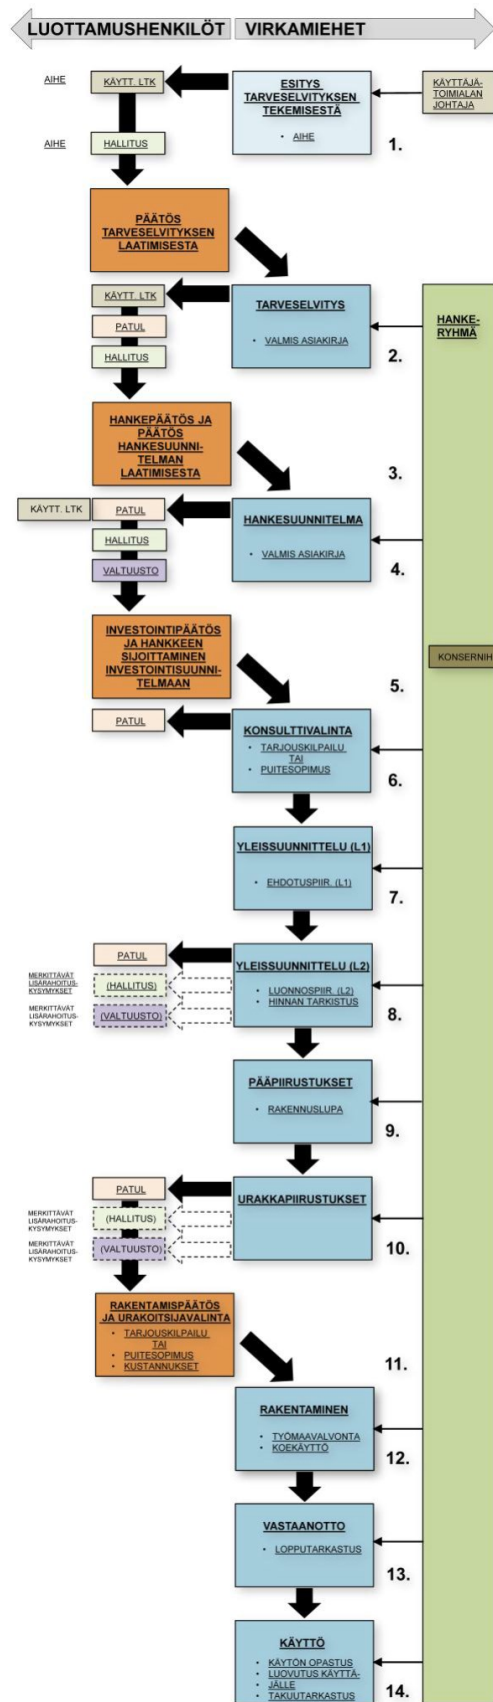 LUOTTAMUSHENKILÖT
VIRKAMIEHET
AIHE
KÄYTT. LTK
ESITYS
TARVESELVITYKSEN
TEKEMISESTÄ
• AIHE
KÄYTTÄJÄ-
TOIMIALAN
JOHTAJA
1.
AIHE
HALLITUS
PÄÄTÖS
TARVESELVITYKSEN
LAATIMISESTA
KÄYTT. LTK
PATUL
HALLITUS
TARVESELVITYS
• VALMIS ASIAKIRJA
2.
HANKE-
RYHMÄ
HANKEPÄÄTÖS JA
PÄÄTÖS
HANKESUUNNI-
TELMAN
LAATIMISESTA
3.
KÄYTT. LTK
PATUL
HALLITUS
VALTUUSTO
HANKESUUNNITELMA
• VALMIS ASIAKIRJA
4.
INVESTOINTIPÄÄTÖS
JA HANKKEEN
SIJOITTAMINEN
INVESTOINTISUUNNI-
TELMAAN
5.
KONSERNIH
PATUL
KONSULTTIVALINTA
• TARJOUSKILPAILU
TAI
• PUITESOPIMUS
6.
YLEISSUUNNITTELU (L1)
• EHDOTUSPIIR. (L1)
7.
PATUL
MERKITTÄVÄT
LISÄRAHOITUS-
KYSYMYKSET
(HALLITUS)
MERKITTÄVÄT
LISÄRAHOITUS-
KYSYMYKSET
(VALTUUSTO)
YLEISSUUNNITTELU (L2)
• LUONNOSPIIR. (L2)
• HINNAN TARKISTUS
8.
PÄÄPIIRUSTUKSET
• RAKENNUSLUPA
9.
PATUL
MERKITTÄVÄT
LISÄRAHOITUS-
KYSYMYKSET
(HALLITUS)
MERKITTÄVÄT
LISÄRAHOITUS-
KYSYMYKSET
(VALTUUSTO)
URAKKAPIIRUSTUKSET
10.
RAKENTAMISPÄÄTÖS
JA URAKOITSIJAVALINTA
• TARJOUSKILPAILU
TAI
• PUITESOPIMUS
• KUSTANNUKSET
11.
RAKENTAMINEN
• TYÖMAAVALVONTA
• KOEKÄYTTÖ
12.
VASTAANOTTO
• LOPPUTARKASTUS
13.
KÄYTTÖ
• KÄYTÖN OPASTUS
• LUOVUTUS KÄYTTÄ-
• JÄLLE
• TAKUUTARKASTUS
14.